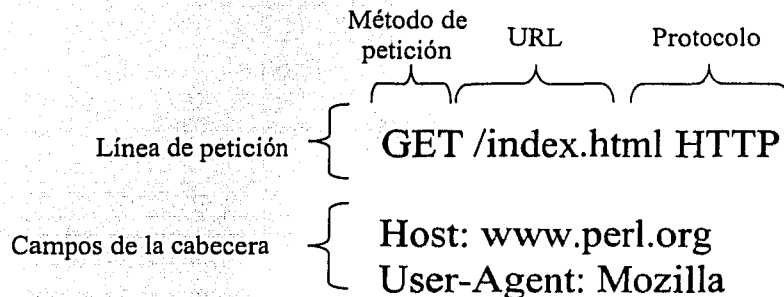 Método de
petición
URL
Protocolo
Línea de petición
GET /index.html HTTP
Campos de la cabecera
Host: www.perl.org
User-Agent: Mozilla